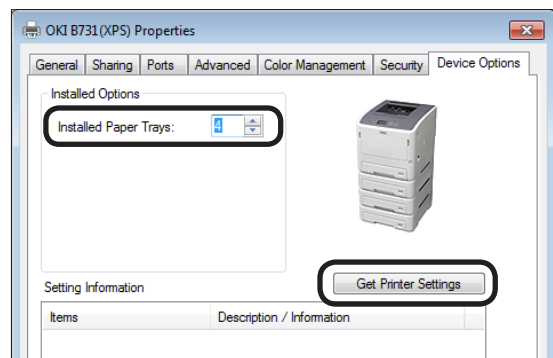 OKI B731(XPS) Properties
General Sharing Ports Advanced Color Management Security Device Options
Installed Options
Installed Paper Trays: 4
Get Printer Settings
Setting Information
Items Description / Information